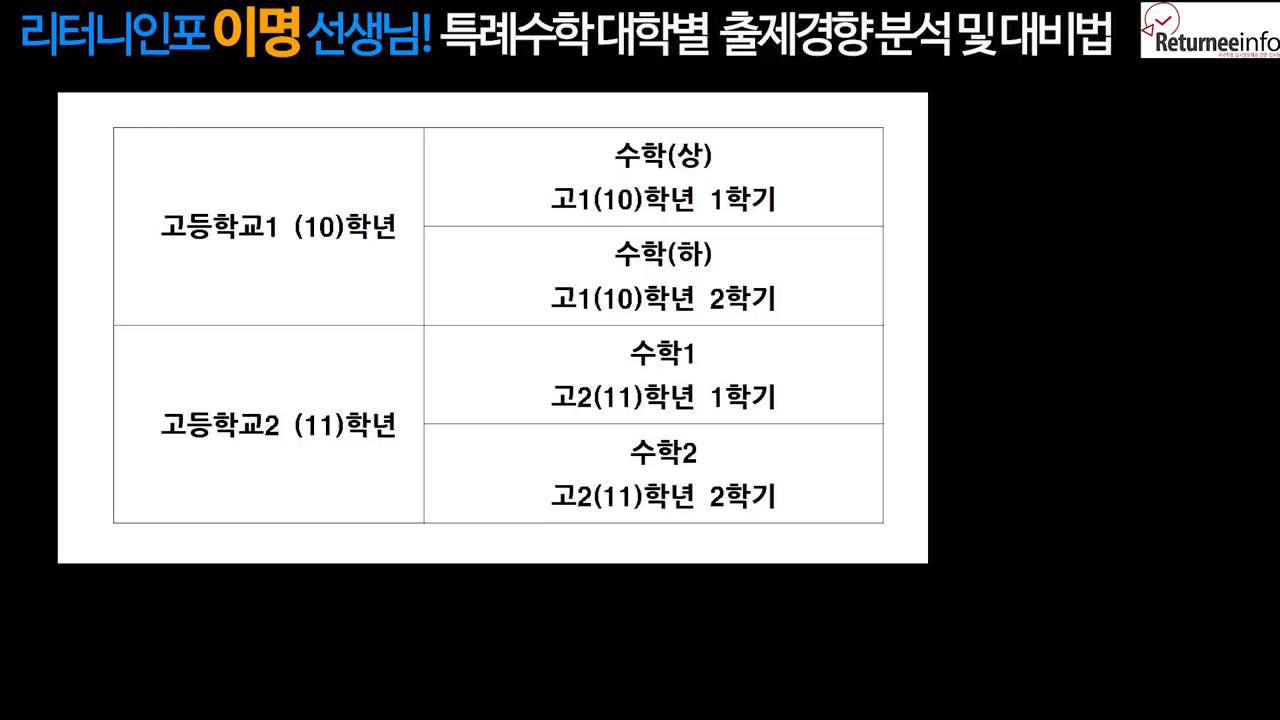 리터니인포 이명 선생님! 특례수학 대학별 출제경향 분석 및 대비법
Returneeinfo
고등학교1 (10)학년
수학(상)
고1(10)학년 1학기
수학(하)
고1(10)학년 2학기
고등학교2 (11)학년
수학1
고2(11)학년 1학기
수학2
고2(11)학년 2학기